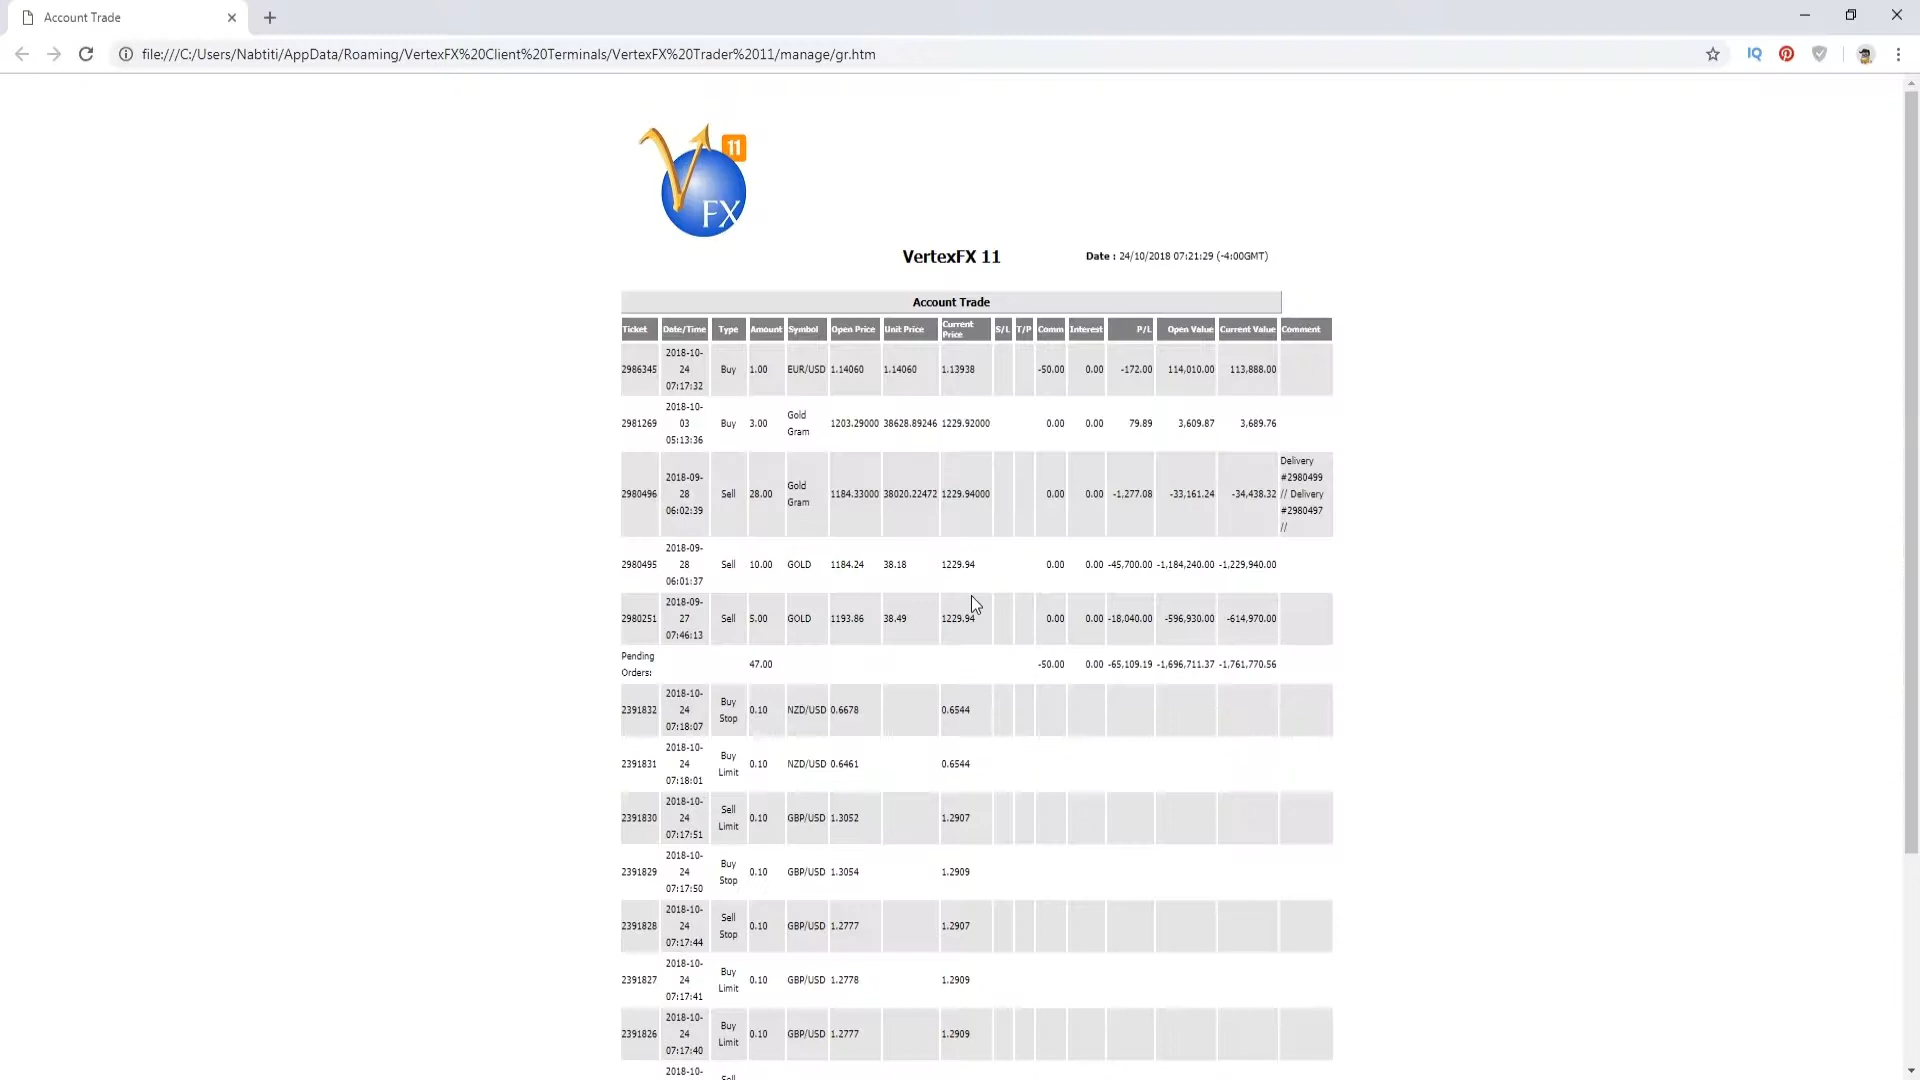 Account Trade
file:///C:/Users/Nabtiti/AppData/Roaming/VertexFX%20Client%20Terminals/VertexFX%20Trader%2011/manage/gr.htm
IQ
11
FX
VertexFX 11
Date : 24/10/2018 07:21:29 (-4:00GMT)
Account Trade
Ticket Date/Time Type Amount Symbol Open Price Unit Price Current Price S/L T/P Comm Interest P/L Open Value Current Value Comment
2986345 2018-10-24 07:17:32 Buy 1.00 EUR/USD 1.14060 1.14060 1.13938 -50.00 0.00 -172.00 114,010.00 113,888.00
2981269 2018-10-03 05:13:36 Buy 3.00 Gold Gram 1203.29000 38628.89246 1229.92000 0.00 0.00 79.89 3,609.87 3,689.76
2980496 2018-09-28 06:02:39 Sell 28.00 Gold Gram 1184.33000 38020.22472 1229.94000 0.00 0.00 -1,277.08 -33,161.24 -34,438.32 Delivery #2980499 // Delivery #2980497 //
2980495 2018-09-28 06:01:37 Sell 10.00 GOLD 1184.24 38.18 1229.94 0.00 0.00 -45,700.00 -1,184,240.00 -1,229,940.00
2980251 2018-09-27 07:46:13 Sell 5.00 GOLD 1193.86 38.49 1229.94 0.00 0.00 -18,040.00 -596,930.00 -614,970.00
Pending Orders: 47.00 -50.00 0.00 -65,109.19 -1,696,711.37 -1,761,770.56
2391832 2018-10-24 07:18:07 Buy Stop 0.10 NZD/USD 0.6678 0.6544
2391831 2018-10-24 07:18:01 Buy Limit 0.10 NZD/USD 0.6461 0.6544
2391830 2018-10-24 07:17:51 Sell Limit 0.10 GBP/USD 1.3052 1.2907
2391829 2018-10-24 07:17:50 Buy Stop 0.10 GBP/USD 1.3054 1.2909
2391828 2018-10-24 07:17:44 Sell Stop 0.10 GBP/USD 1.2777 1.2907
2391827 2018-10-24 07:17:41 Buy Limit 0.10 GBP/USD 1.2778 1.2909
2391826 2018-10-24 07:17:40 Buy Limit 0.10 GBP/USD 1.2777 1.2909
2018-10- Sell